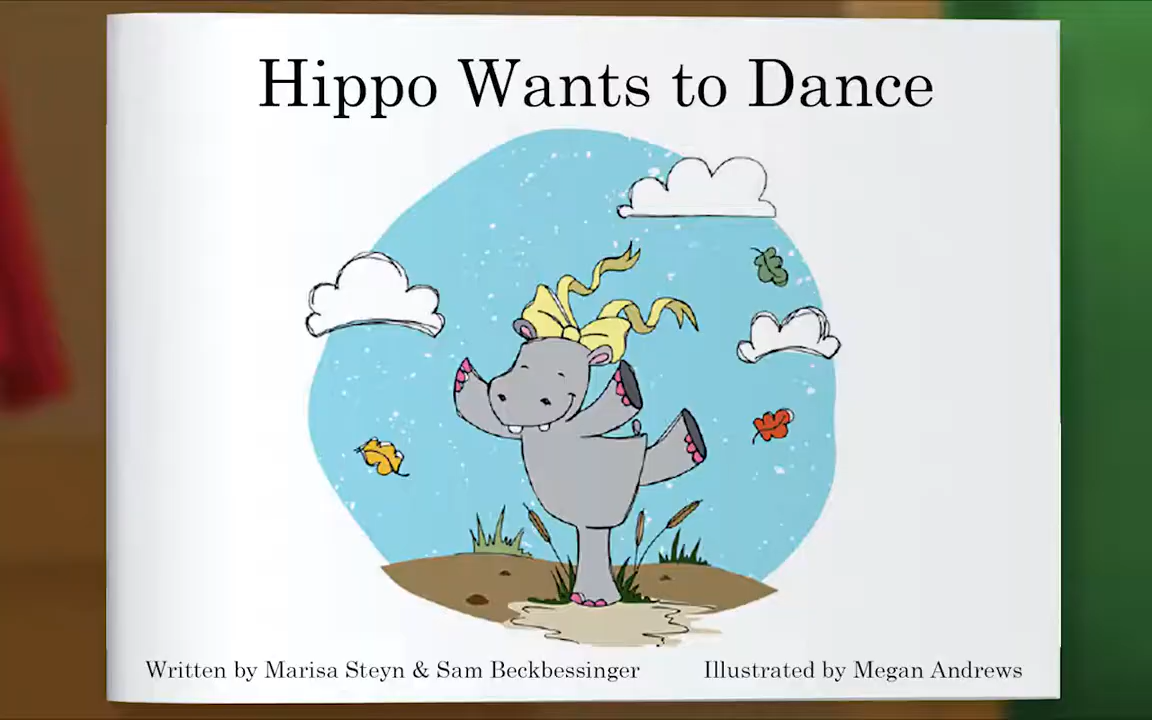 Hippo Wants to Dance
Written by Marisa Steyn & Sam Beckbessinger Illustrated by Megan Andrews